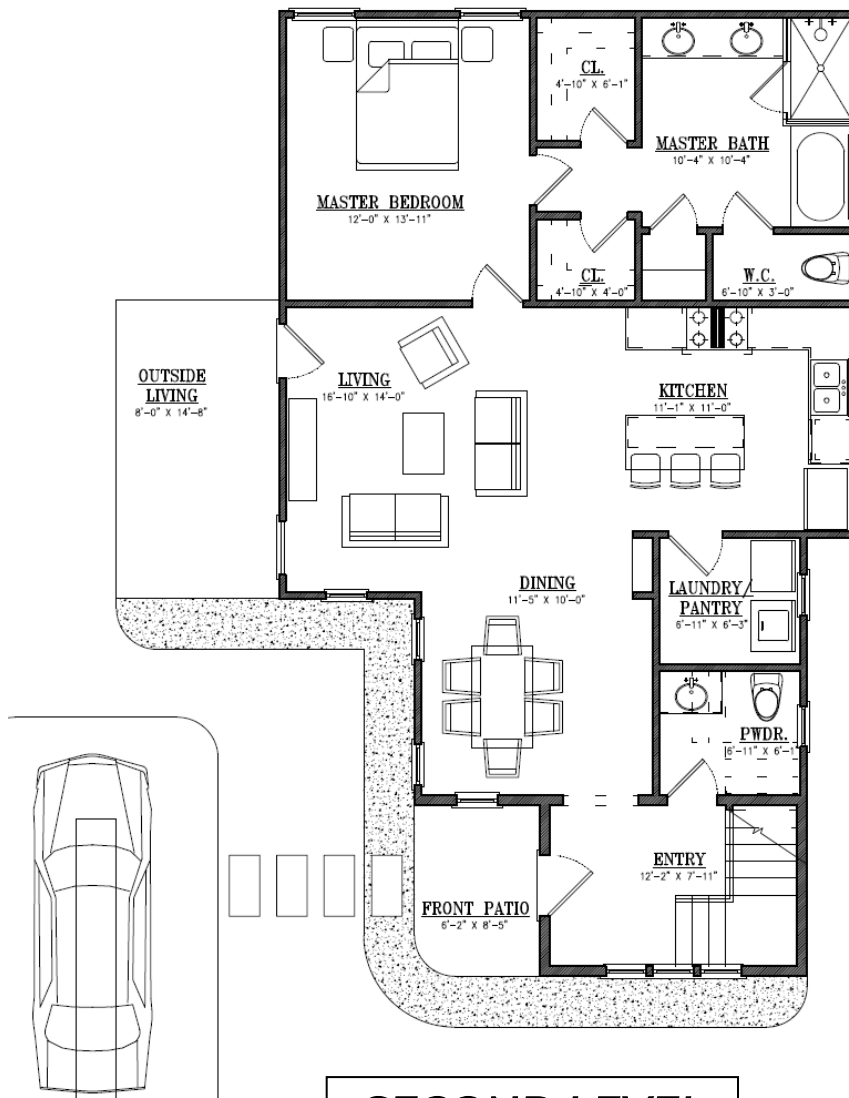 CL.
4'-10" X 6'-1"
MASTER BATH
10'-4" X 10'-4"
MASTER BEDROOM
12'-0" X 13'-11"
CL.
4'-10" X 4'-0"
W.C.
6'-10" X 3'-0"
OUTSIDE
LIVING
8'-0" X 14'-8"
LIVING
16'-10" X 14'-0"
KITCHEN
11'-1" X 11'-0"
DINING
11'-5" X 10'-0"
LAUNDRY/
PANTRY
6'-11" X 6'-3"
PWDR.
6'-11" X 6'-1"
ENTRY
12'-2" X 7'-11"
FRONT PATIO
6'-2" X 8'-5"
SECOND LEVEL